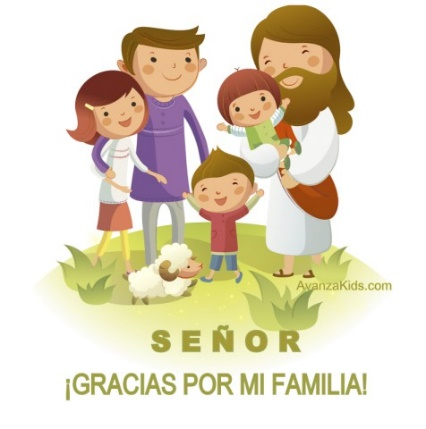 AvanzaKids.com
SEÑOR
¡GRACIAS POR MI FAMILIA!